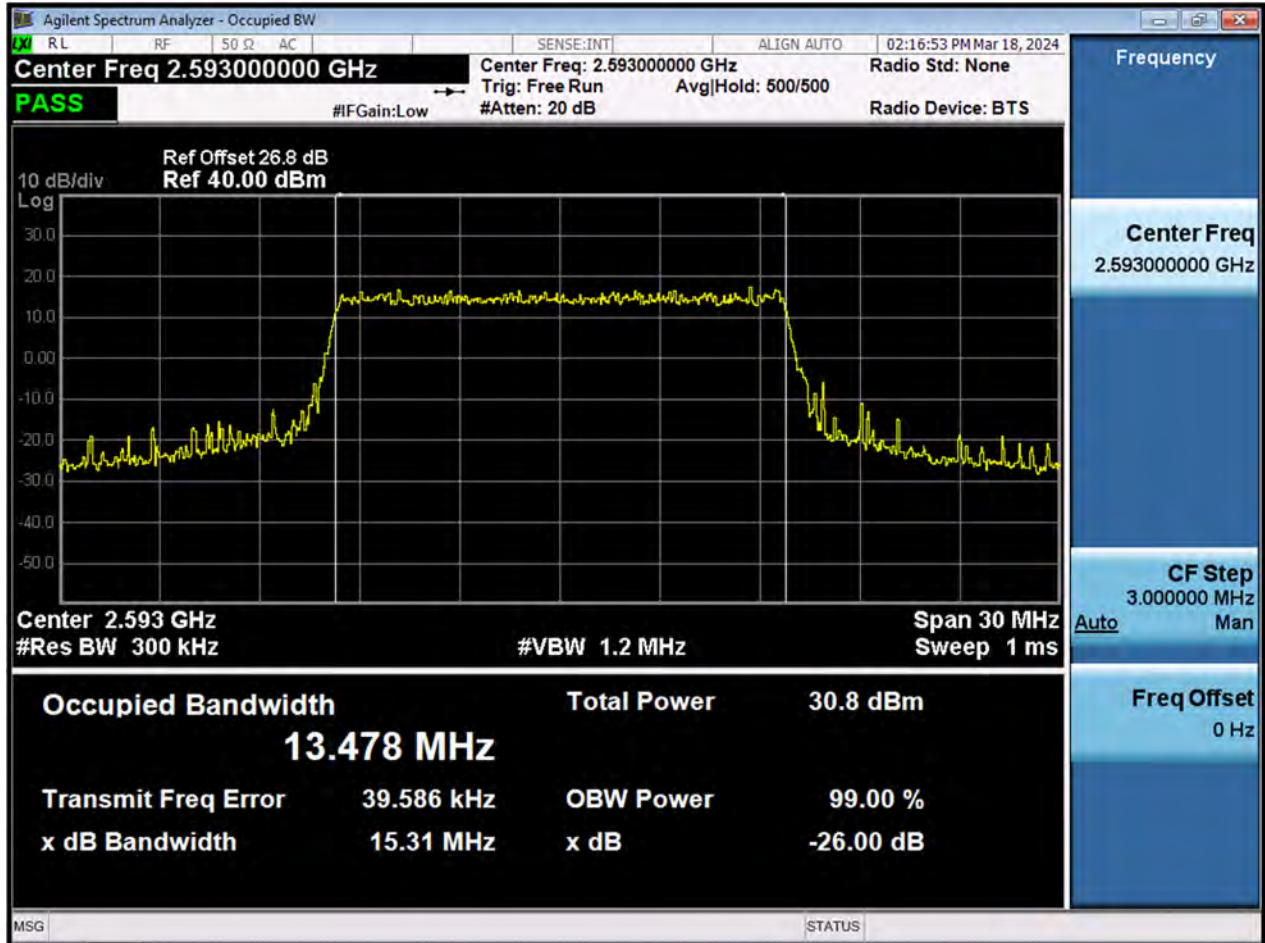 Agilent Spectrum Analyzer - Occupied BW
LXI RL RF 50 Ω AC SENSE:INT ALIGN AUTO 02:16:53 PM Mar 18, 2024
Center Freq 2.593000000 GHz
Center Freq: 2.593000000 GHz
Radio Std: None
Trig: Free Run
Avg|Hold: 500/500
PASS
#IFGain:Low
#Atten: 20 dB
Radio Device: BTS
Ref Offset 26.8 dB
10 dB/div
Ref 40.00 dBm
Log
30.0
20.0
10.0
0.00
-10.0
-20.0
-30.0
-40.0
-50.0
Center 2.593 GHz
Span 30 MHz
#Res BW 300 kHz
#VBW 1.2 MHz
Sweep 1 ms
Occupied Bandwidth
Total Power 30.8 dBm
13.478 MHz
Transmit Freq Error 39.586 kHz
OBW Power 99.00 %
x dB Bandwidth 15.31 MHz
x dB -26.00 dB
MSG
STATUS
Frequency
Center Freq
2.593000000 GHz
CF Step
3.000000 MHz
Auto Man
Freq Offset
0 Hz